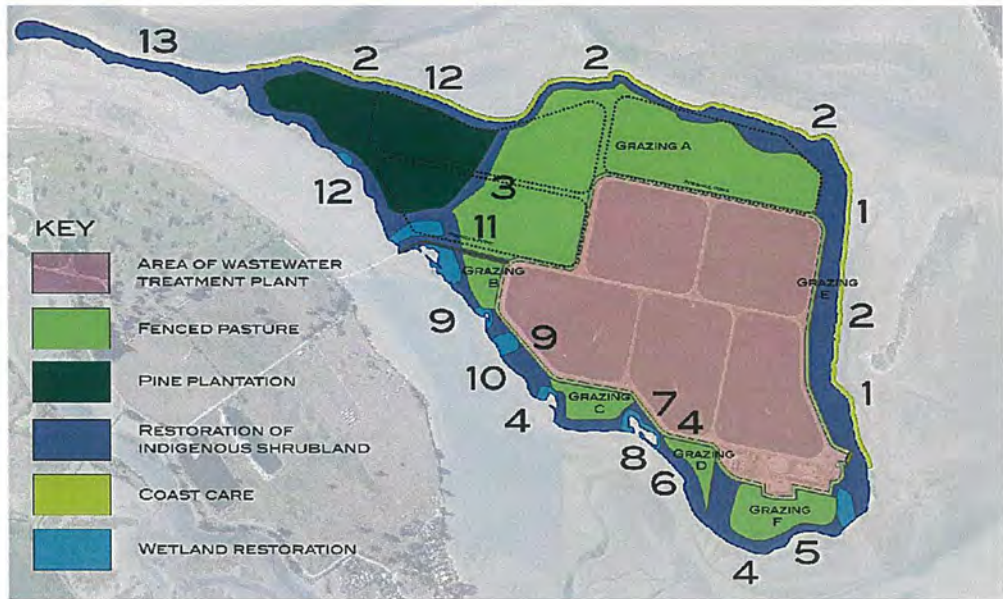 13
2
12
2
2
GRAZING A
12
3
11
1
KEY
GRAZING B
GRAZING E
AREA OF WASTEWATER
TREATMENT PLANT
9
9
2
FENCED PASTURE
10
PINE PLANTATION
GRAZING C
7
4
1
4
8
GRAZING D
RESTORATION OF
INDIGENOUS SHRUBLAND
6
COAST CARE
GRAZING F
5
WETLAND RESTORATION
4